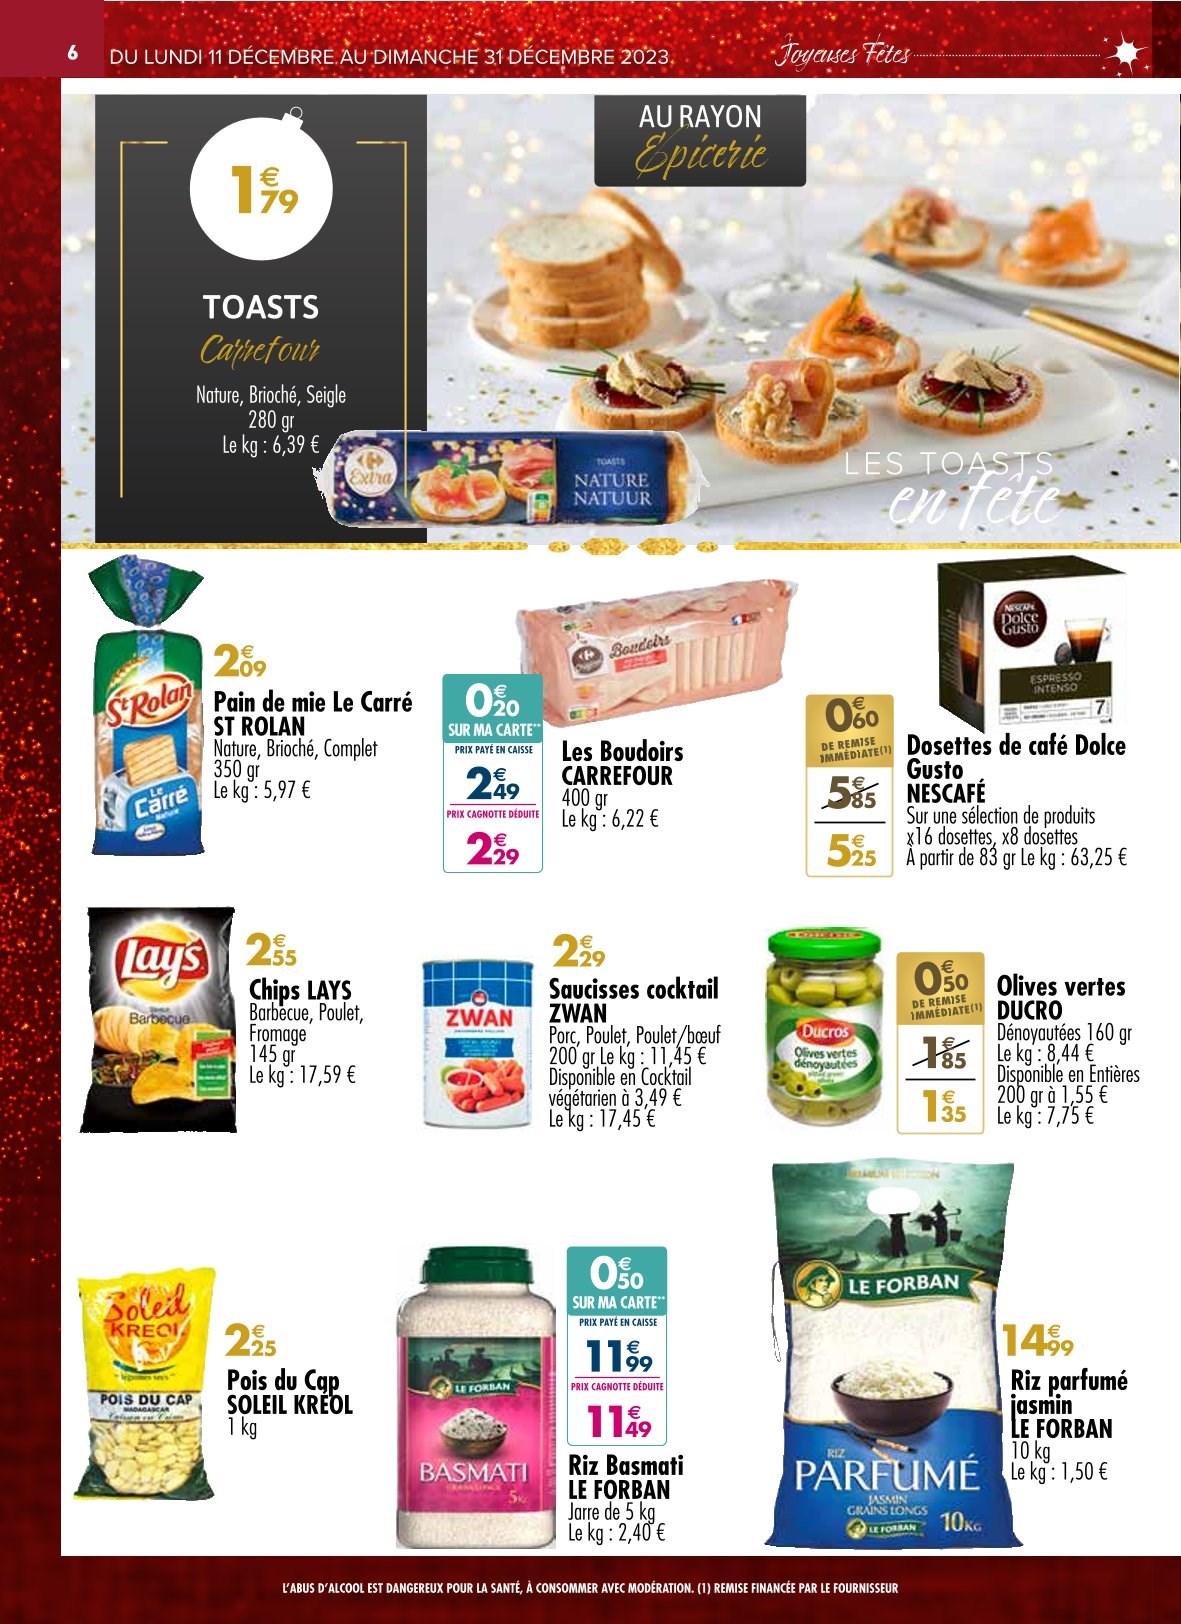 6
DU LUNDI 11 DÉCEMBRE AU DIMANCHE 31 DÉCEMBRE 2023
Joyeuses Fêtes
AU RAYON
Epicerie
1€79
TOASTS
Carrefour
Nature, Brioché, Seigle
280 gr
Le kg : 6,39 €
Extra
TOASTS
NATURE
NATUUR
LES TOASTS
en fête
St Rolan
Le
Carré
2€09
Pain de mie Le Carré
ST ROLAN
Nature, Brioché, Complet
350 gr
Le kg : 5,97 €
Boudoirs
0€20
SUR MA CARTE**
PRIX PAYÉ EN CAISSE
2€49
PRIX CAGNOTTE DÉDUITE
2€29
Les Boudoirs
CARREFOUR
400 gr
Le kg : 6,22 €
NESCAFÉ
Dolce
Gusto
ESPRESSO
INTENSO
7
0€60
DE REMISE
IMMÉDIATE(1)
5€85
5€25
Dosettes de café Dolce
Gusto
NESCAFÉ
Sur une sélection de produits
x16 dosettes, x8 dosettes
À partir de 83 gr Le kg : 63,25 €
Lay's
Barbecue
2€55
Chips LAYS
Barbecue, Poulet,
Fromage
145 gr
Le kg : 17,59 €
ZWAN
2€29
Saucisses cocktail
ZWAN
Porc, Poulet, Poulet/bœuf
200 gr Le kg : 11,45 €
Disponible en Cocktail
végétarien à 3,49 €
Le kg : 17,45 €
Ducros
Olives vertes
dénoyautées
0€50
DE REMISE
IMMÉDIATE(1)
1€85
1€35
Olives vertes
DUCRO
Dénoyautées 160 gr
Le kg : 8,44 €
Disponible en Entières
200 gr à 1,55 €
Le kg : 7,75 €
Soleil
KREOL
POIS DU CAP
MADAGASCAR
2€25
Pois du Cap
SOLEIL KRÉOL
1 kg
LE FORBAN
BASMATI
5KG
0€50
SUR MA CARTE**
PRIX PAYÉ EN CAISSE
11€99
PRIX CAGNOTTE DÉDUITE
11€49
Riz Basmati
LE FORBAN
Jarre de 5 kg
Le kg : 2,40 €
LE FORBAN
RIZ
PARFUMÉ
JASMIN
GRAINS LONGS
LE FORBAN
10KG
14€99
Riz parfumé
jasmin
LE FORBAN
10 kg
Le kg : 1,50 €
L'ABUS D'ALCOOL EST DANGEREUX POUR LA SANTÉ, À CONSOMMER AVEC MODÉRATION. (1) REMISE FINANCÉE PAR LE FOURNISSEUR